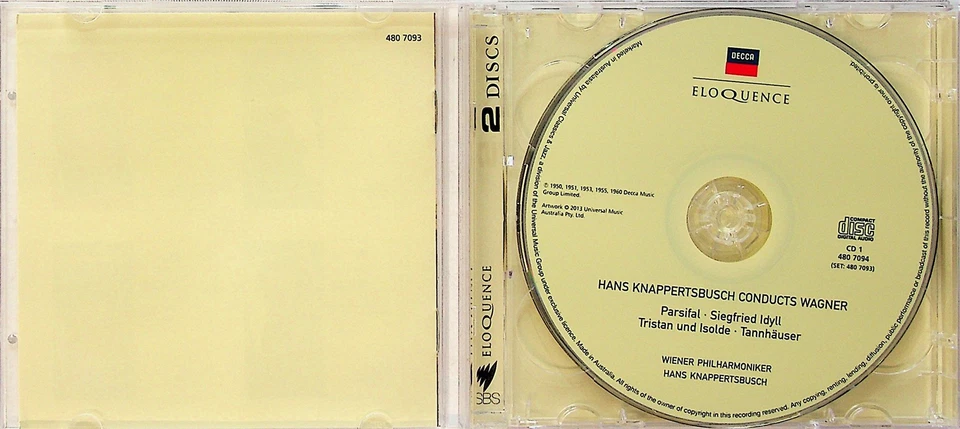 480 7093
2 DISCS
ELOQUENCE
SBS
DECCA
ELOQUENCE
℗ 1950, 1951, 1953, 1955, 1960 Decca Music
Group Limited.
Artwork © 2013 Universal Music
Australia Pty. Ltd.
COMPACT
disc
DIGITAL AUDIO
CD 1
480 7094
(SET: 480 7093)
HANS KNAPPERTSBUSCH CONDUCTS WAGNER
Parsifal · Siegfried Idyll
Tristan und Isolde · Tannhäuser
WIENER PHILHARMONIKER
HANS KNAPPERTSBUSCH
Marketed in Australasia by Universal Classics & Jazz, a division of the Universal Music Group under exclusive licence. Made in Australia. All rights of the owner of copyright in this recording reserved. Any copying, renting, lending, diffusion, public performance or broadcast of this record without the authority of the copyright owner is prohibited.